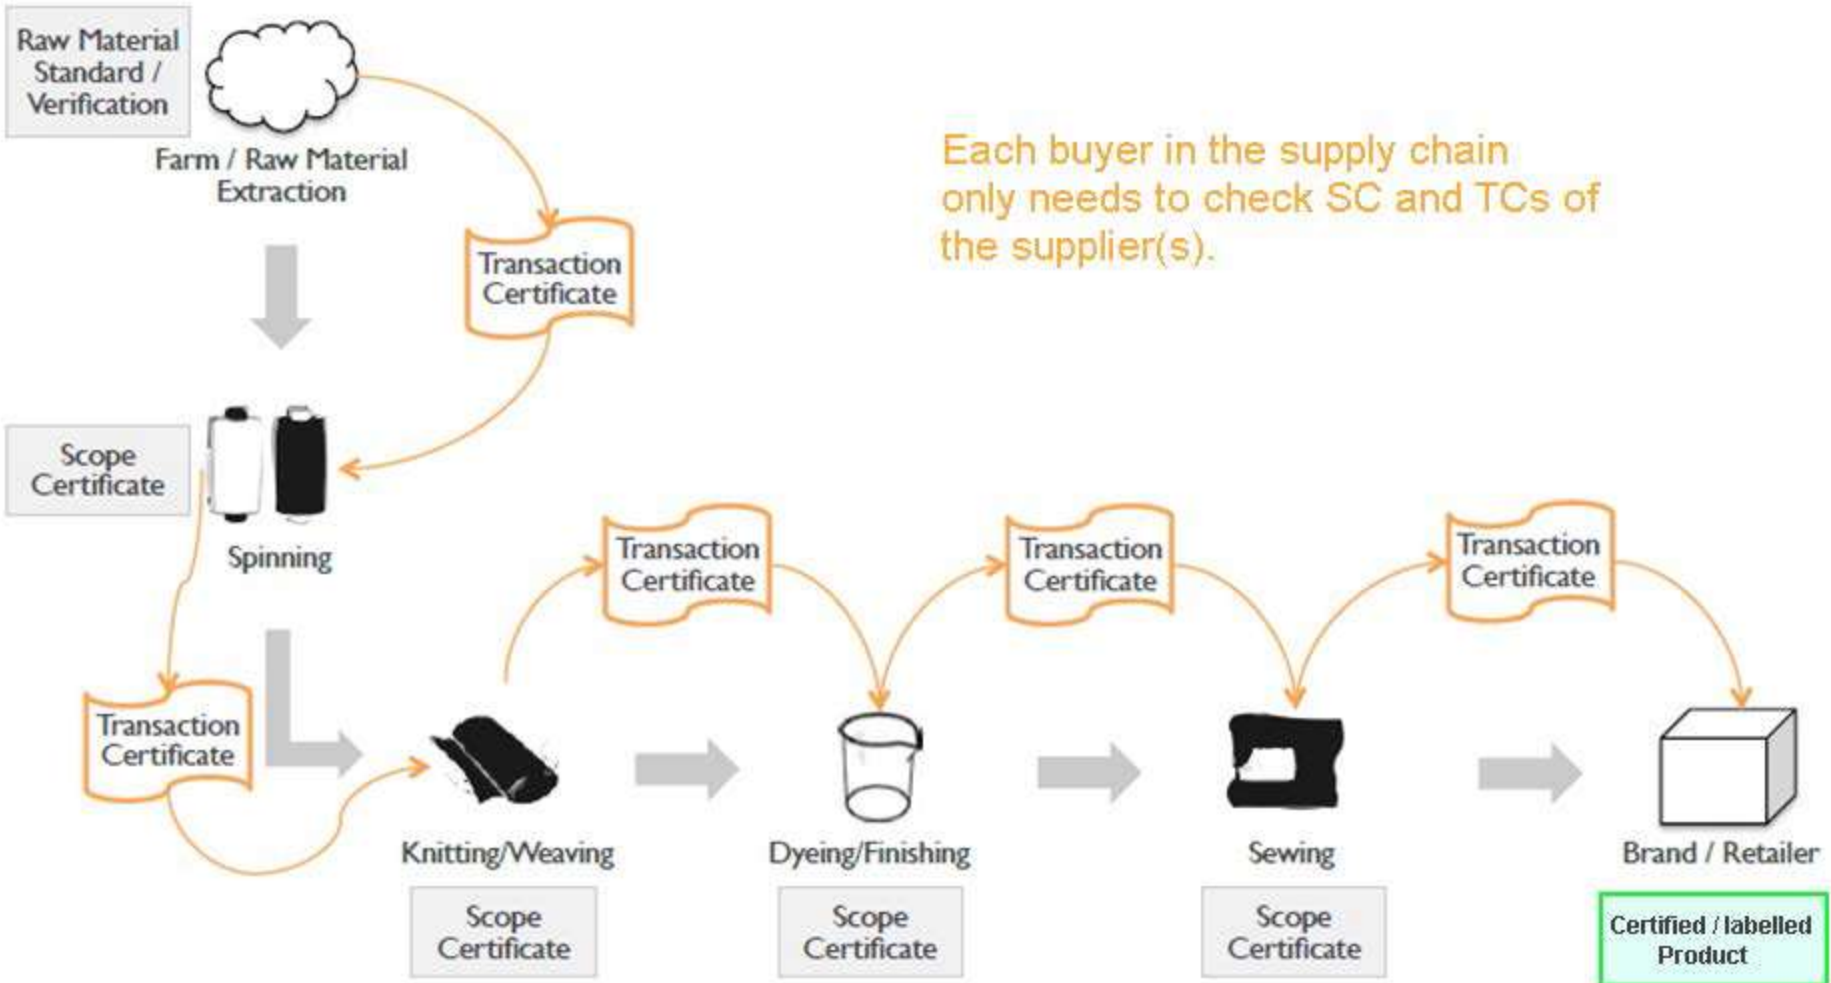 Raw Material
Standard /
Verification
Farm / Raw Material
Extraction
Transaction
Certificate
Each buyer in the supply chain
only needs to check SC and TCs of
the supplier(s).
Scope
Certificate
Spinning
Transaction
Certificate
Transaction
Certificate
Transaction
Certificate
Transaction
Certificate
Knitting/Weaving
Dyeing/Finishing
Sewing
Brand / Retailer
Scope
Certificate
Scope
Certificate
Scope
Certificate
Certified / labelled
Product